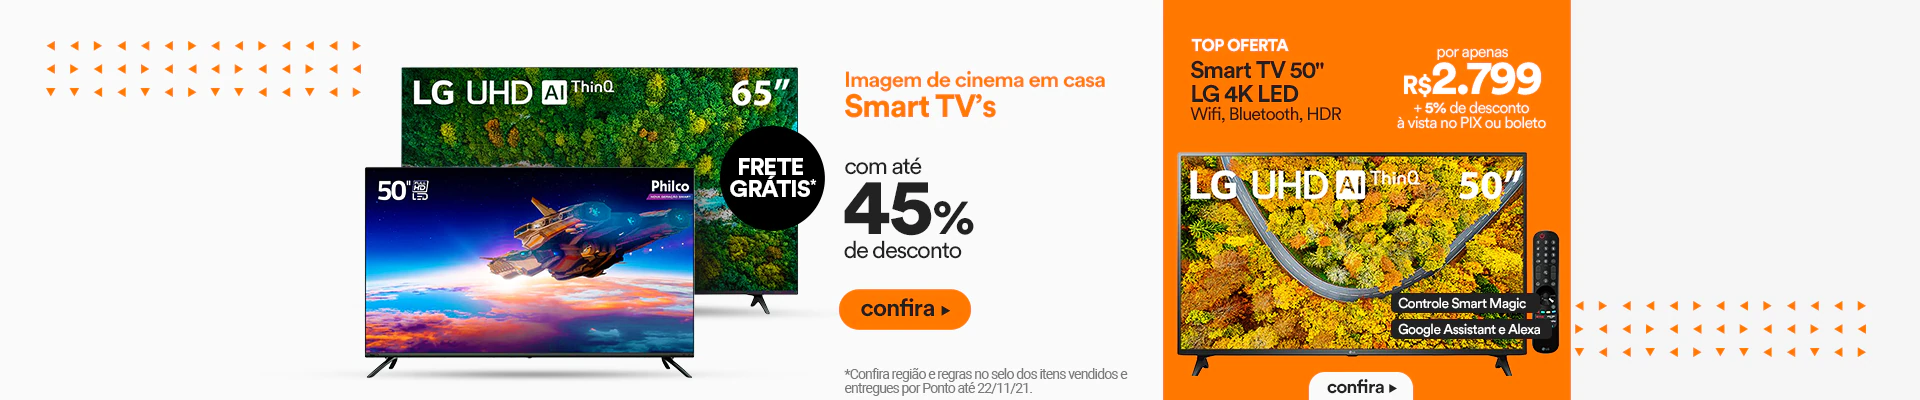 LG UHD AI ThinQ 65"
50"
Philco
FRETE
GRÁTIS*
Imagem de cinema em casa
Smart TV's
com até
45%
de desconto
confira
*Confira região e regras no selo dos itens vendidos e
entregues por Ponto até 22/11/21.
TOP OFERTA
Smart TV 50"
LG 4K LED
Wifi, Bluetooth, HDR
por apenas
R$2.799
+ 5% de desconto
à vista no PIX ou boleto
LG UHD AI ThinQ 50"
Controle Smart Magic
Google Assistant e Alexa
confira